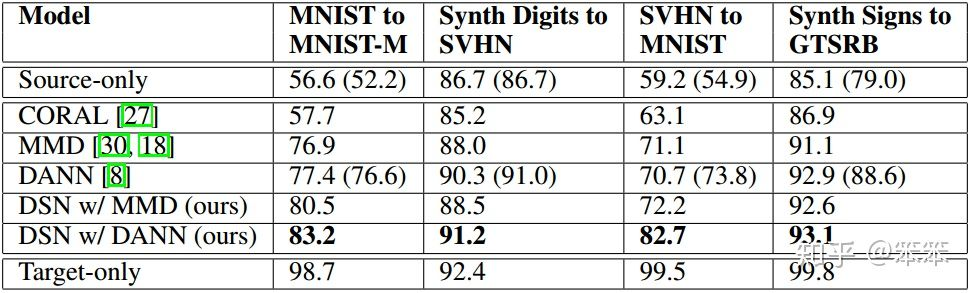 Model MNIST to MNIST-M Synth Digits to SVHN SVHN to MNIST Synth Signs to GTSRB
Source-only 56.6 (52.2) 86.7 (86.7) 59.2 (54.9) 85.1 (79.0)
CORAL [27] 57.7 85.2 63.1 86.9
MMD [30, 18] 76.9 88.0 71.1 91.1
DANN [8] 77.4 (76.6) 90.3 (91.0) 70.7 (73.8) 92.9 (88.6)
DSN w/ MMD (ours) 80.5 88.5 72.2 92.6
DSN w/ DANN (ours) 83.2 91.2 82.7 93.1
Target-only 98.7 92.4 99.5 99.8
知乎 @笨笨